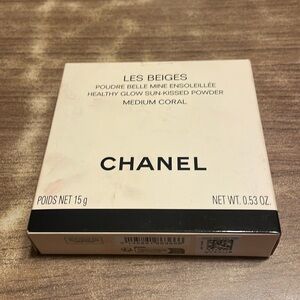 LES BEIGES
POUDRE BELLE MINE ENSOLEILLÉE
HEALTHY GLOW SUN-KISSED POWDER
MEDIUM CORAL
CHANEL
POIDS NET 15 g NET WT. 0.53 OZ.